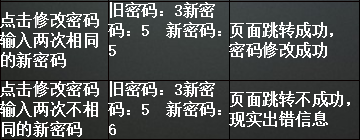 点击修改密码
输入两次相同
的新密码
旧密码：3新密
码：5　新密码：
5
页面跳转成功，
密码修改成功
点击修改密码
输入两次不相
同的新密码
旧密码：3新密
码：5　新密码：
6
页面跳转不成功，
现实出错信息